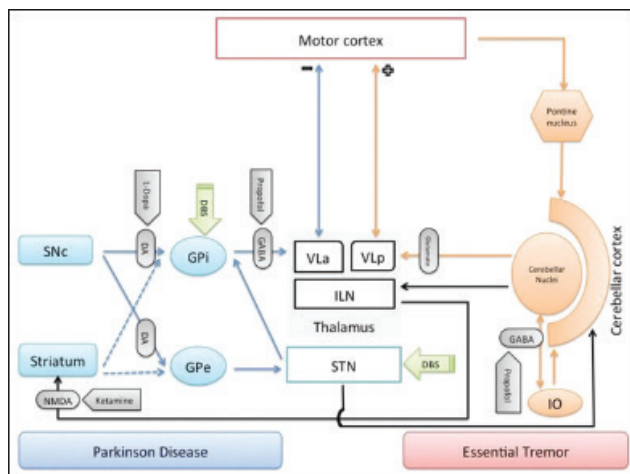 Motor cortex
−
+
Pontine
nucleus
L-Dopa
DBS
Propofol
SNc
DA
GPi
GABA
VLa
VLp
Glutamate
Cerebellar
Nuclei
Cerebellar cortex
ILN
Thalamus
DA
GABA
Striatum
GPe
STN
DBS
Propofol
IO
NMDA
Ketamine
Parkinson Disease
Essential Tremor